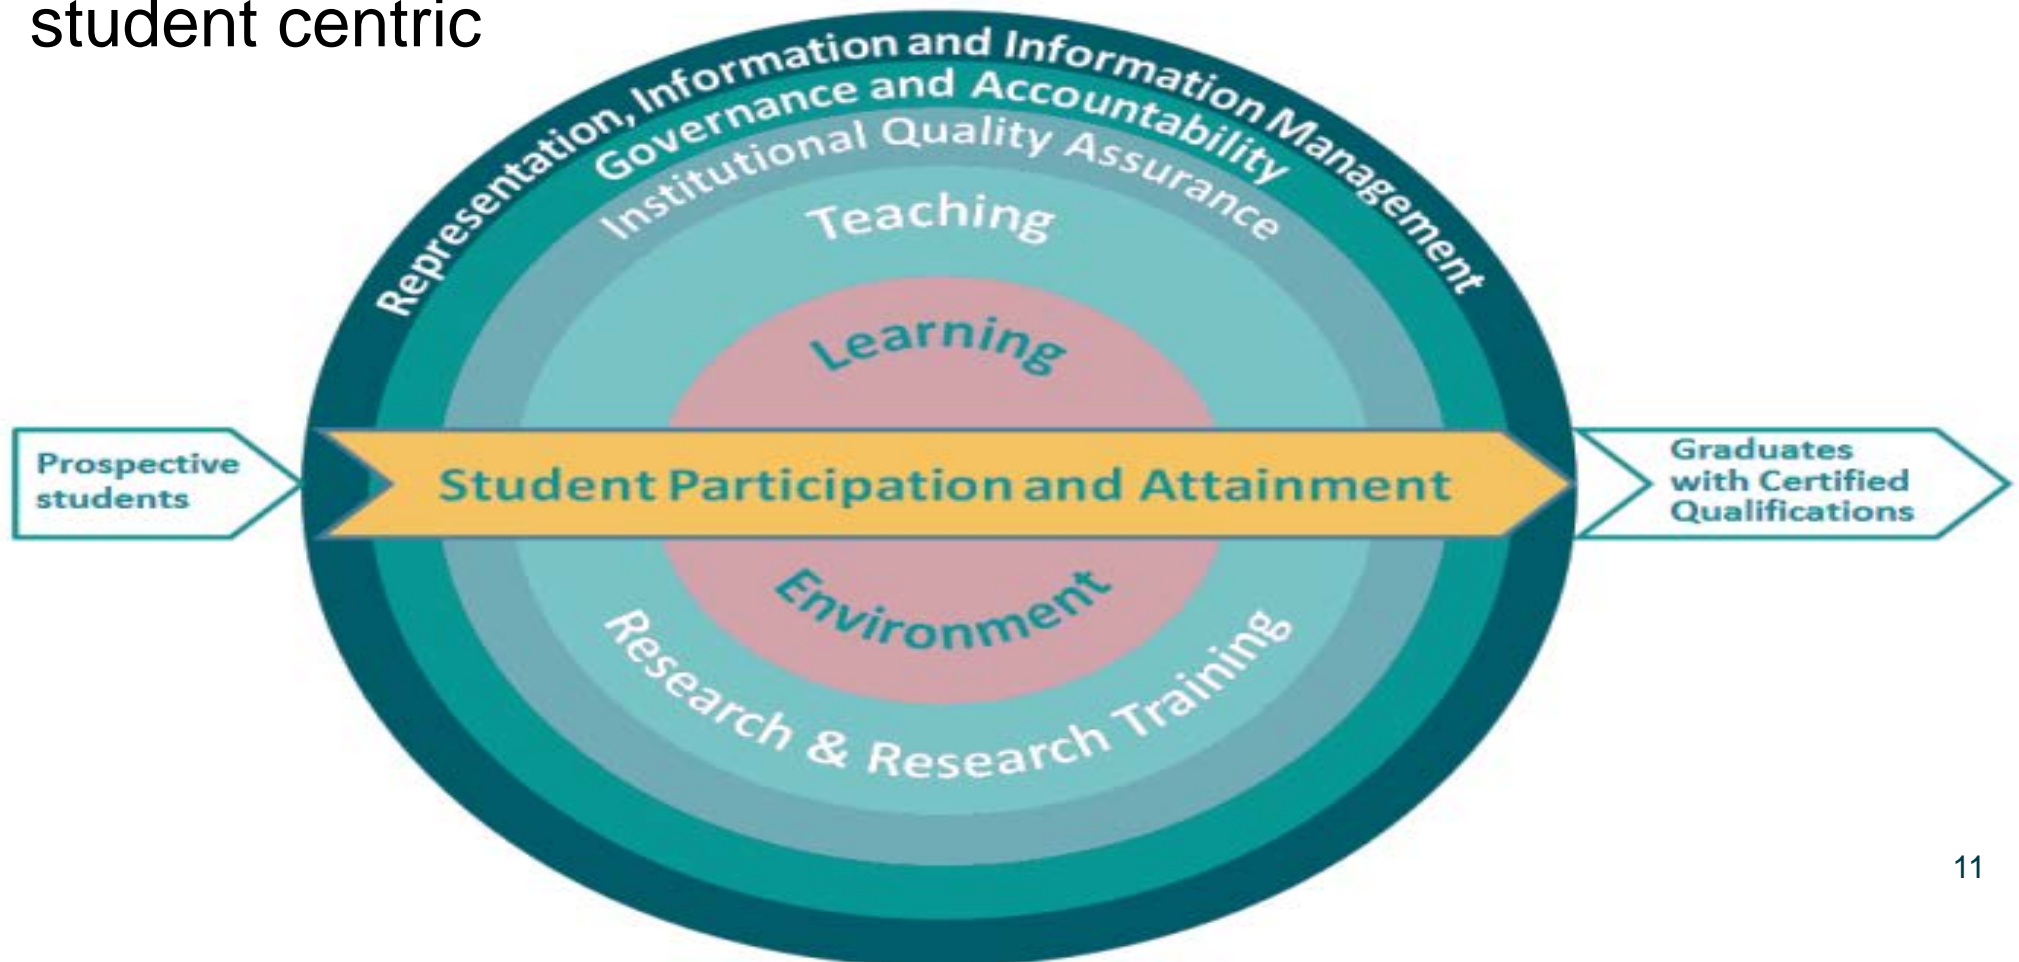 student centric
Representation, Information and Information Management
Governance and Accountability
Institutional Quality Assurance
Teaching
Learning
Prospective
students
Student Participation and Attainment
Graduates
with Certified
Qualifications
Environment
Research & Research Training
11